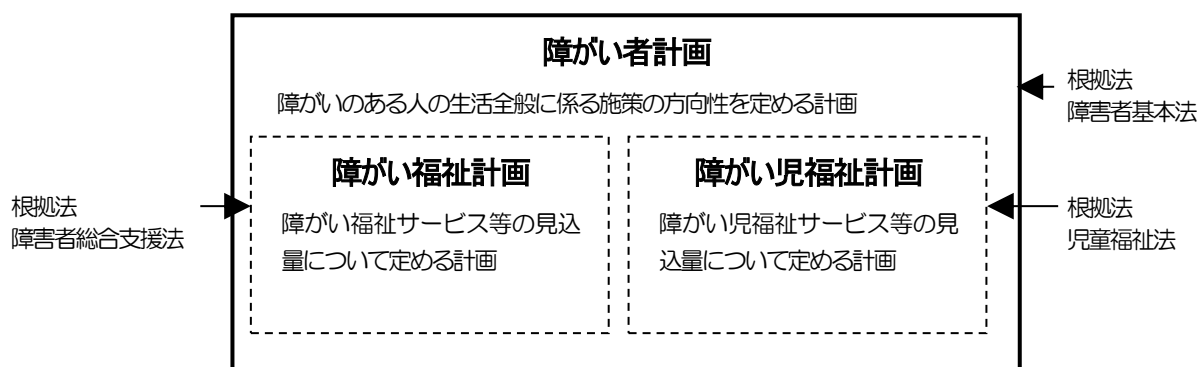 障がい者計画
障がいのある人の生活全般に係る施策の方向性を定める計画
根拠法
障害者基本法
障がい福祉計画
障がい福祉サービス等の見込
量について定める計画
障がい児福祉計画
障がい児福祉サービス等の見
込量について定める計画
根拠法
障害者総合支援法
根拠法
児童福祉法